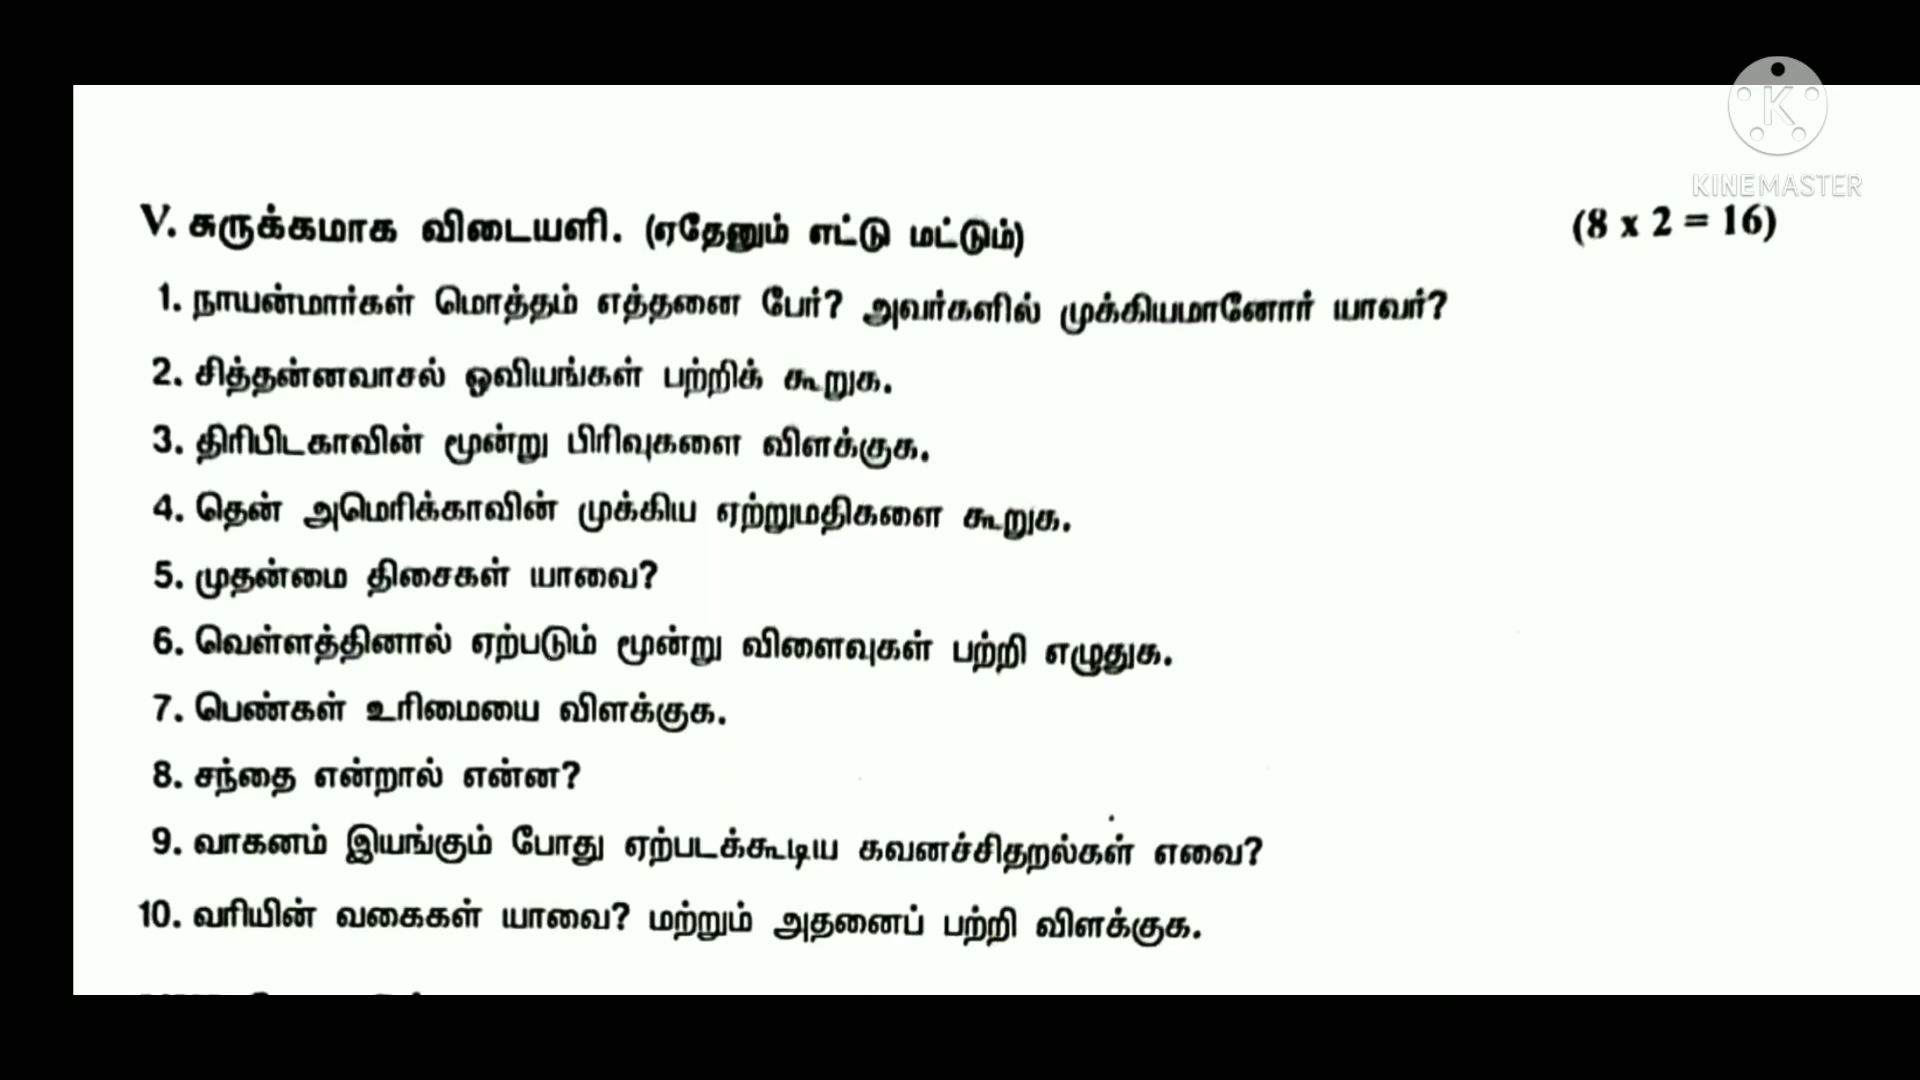 KINEMASTER
V. சுருக்கமாக விடையளி. (ஏதேனும் எட்டு மட்டும்) (8 x 2 = 16)
1. நாயன்மார்கள் மொத்தம் எத்தனை பேர்? அவர்களில் முக்கியமானோர் யாவர்?
2. சித்தன்னவாசல் ஓவியங்கள் பற்றிக் கூறுக.
3. திரிபிடகாவின் மூன்று பிரிவுகளை விளக்குக.
4. தென் அமெரிக்காவின் முக்கிய ஏற்றுமதிகளை கூறுக.
5. முதன்மை திசைகள் யாவை?
6. வெள்ளத்தினால் ஏற்படும் மூன்று விளைவுகள் பற்றி எழுதுக.
7. பெண்கள் உரிமையை விளக்குக.
8. சந்தை என்றால் என்ன?
9. வாகனம் இயங்கும் போது ஏற்படக்கூடிய கவனச்சிதறல்கள் எவை?
10. வரியின் வகைகள் யாவை? மற்றும் அதனைப் பற்றி விளக்குக.